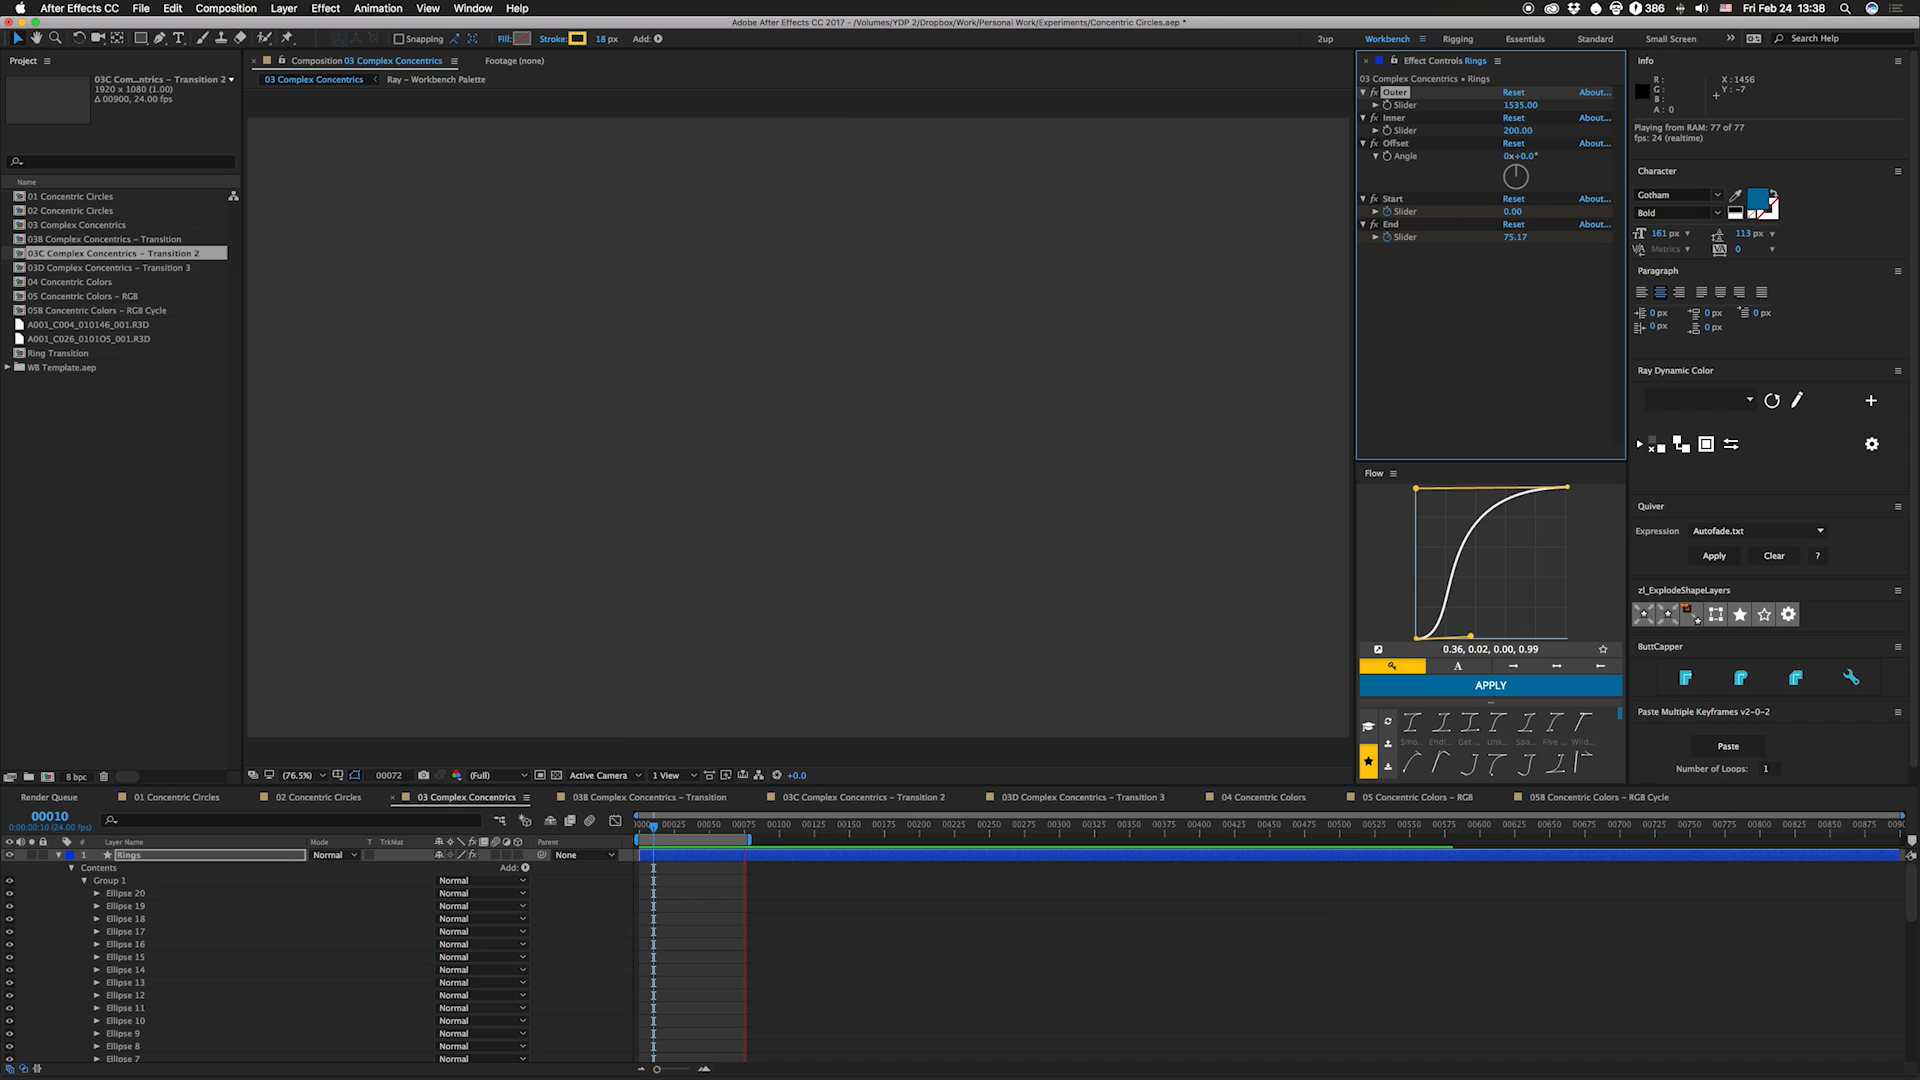 After Effects CC File Edit Composition Layer Effect Animation View Window Help 386 Fri Feb 24 13:38
Adobe After Effects CC 2017 - /Volumes/YDP 2/Dropbox/Work/Personal Work/Experiments/Concentric Circles.aep *
Snapping Fill: Stroke: 18 px Add: 2up Workbench Rigging Essentials Standard Small Screen Search Help
Project
03C Com...ntrics – Transition 2
1920 x 1080 (1.00)
Δ 00900, 24.00 fps)
Name
01 Concentric Circles
02 Concentric Circles
03 Complex Concentrics
03B Complex Concentrics – Transition
03C Complex Concentrics – Transition 2
03D Complex Concentrics – Transition 3
04 Concentric Colors
05 Concentric Colors – RGB
05B Concentric Colors – RGB Cycle
A001_C004_010146_001.R3D
A001_C026_0101O5_001.R3D
Ring Transition
WB Template.aep
8 bpc
Composition 03 Complex Concentrics Footage (none)
03 Complex Concentrics Ray – Workbench Palette
(76.5%) 00072 (Full) Active Camera 1 View +0.0
Effect Controls Rings
03 Complex Concentrics • Rings
fx Outer Reset About...
Slider 1535.00
fx Inner Reset About...
Slider 200.00
fx Offset Reset About...
Angle 0x+0.0°
fx Start Reset About...
Slider 0.00
fx End Reset About...
Slider 75.17
Flow
0.36, 0.02, 0.00, 0.99
A
APPLY
Smo... Endl... Get ... Unk... Spa... Five ... Wild...
Info
R : X : 1456
G : Y : -7
B :
A : 0
Playing from RAM: 77 of 77
fps: 24 (realtime)
Character
Gotham
Bold
161 px 113 px
Metrics 0
Paragraph
0 px 0 px 0 px
0 px 0 px
Ray Dynamic Color
Quiver
Expression Autofade.txt
Apply Clear ?
zl_ExplodeShapeLayers
ButtCapper
Paste Multiple Keyframes v2-0-2
Paste
Number of Loops: 1
Render Queue 01 Concentric Circles 02 Concentric Circles 03 Complex Concentrics 03B Complex Concentrics – Transition 03C Complex Concentrics – Transition 2 03D Complex Concentrics – Transition 3 04 Concentric Colors 05 Concentric Colors – RGB 05B Concentric Colors – RGB Cycle
00010
0:00:00:10 (24.00 fps)
00025 00050 00075 00100 00125 00150 00175 00200 00225 00250 00275 00300 00325 00350 00375 00400 00425 00450 00475 00500 00525 00550 00575 00600 00625 00650 00675 00700 00725 00750 00775 00800 00825 00850 00875
# Layer Name Mode T TrkMat Parent
1 Rings Normal None
Contents Add:
Group 1 Normal
Ellipse 20 Normal
Ellipse 19 Normal
Ellipse 18 Normal
Ellipse 17 Normal
Ellipse 16 Normal
Ellipse 15 Normal
Ellipse 14 Normal
Ellipse 13 Normal
Ellipse 12 Normal
Ellipse 11 Normal
Ellipse 10 Normal
Ellipse 9 Normal
Ellipse 8 Normal
Ellipse 7 Normal